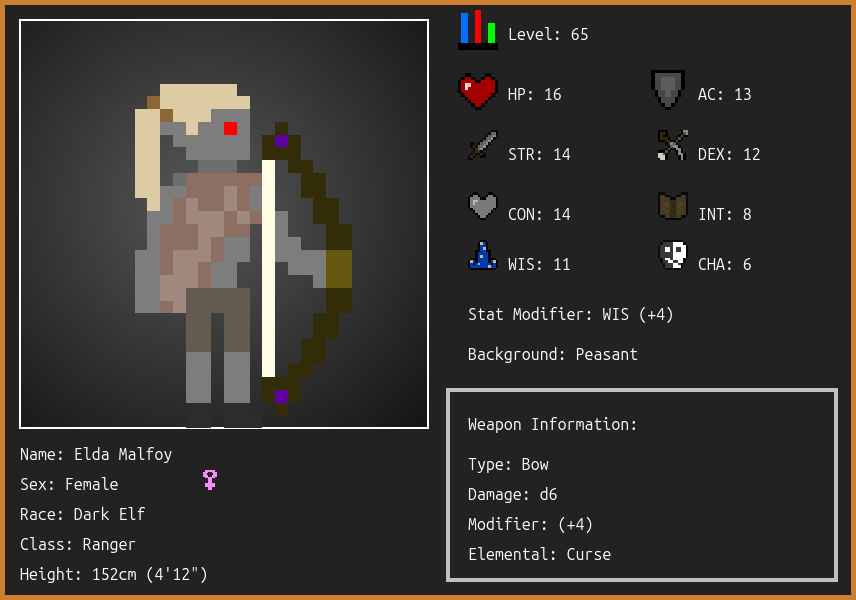 Level: 65
HP: 16
AC: 13
STR: 14
DEX: 12
CON: 14
INT: 8
WIS: 11
CHA: 6
Stat Modifier: WIS (+4)
Background: Peasant
Weapon Information:
Type: Bow
Damage: d6
Modifier: (+4)
Elemental: Curse
Name: Elda Malfoy
Sex: Female
Race: Dark Elf
Class: Ranger
Height: 152cm (4'12")